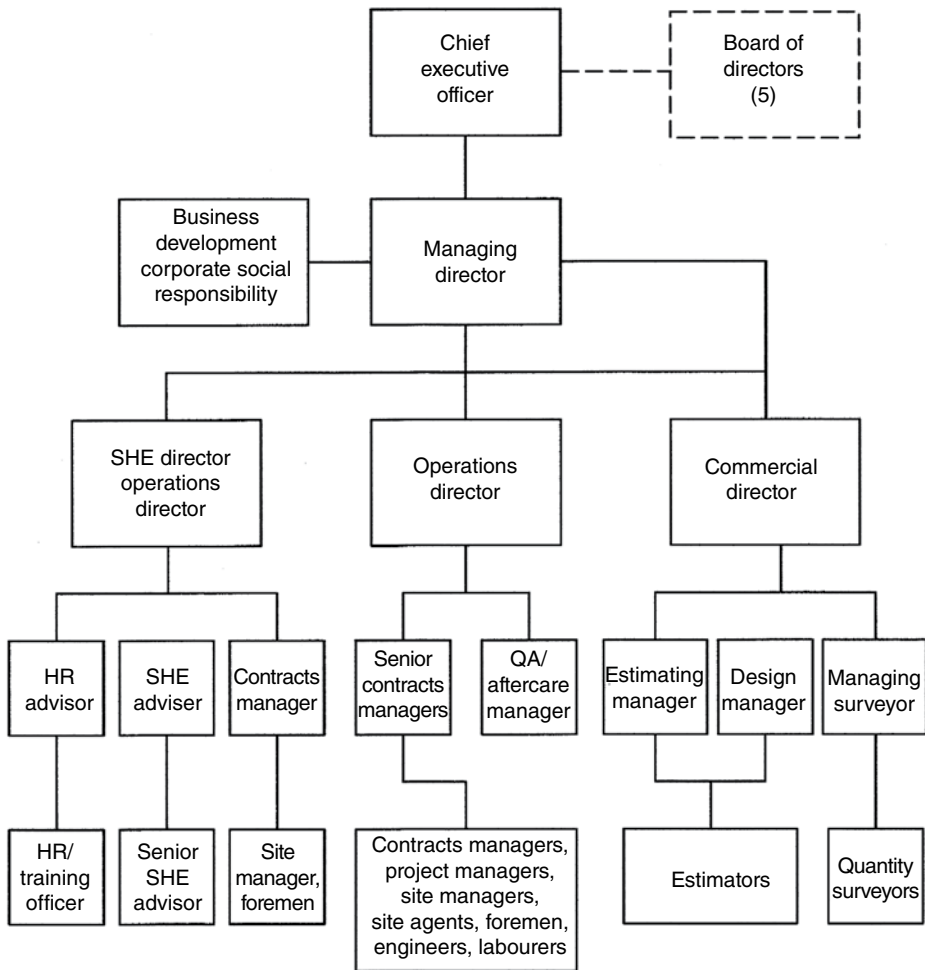 Chief
executive
officer
Board of
directors
(5)
Business
development
corporate social
responsibility
Managing
director
SHE director
operations
director
Operations
director
Commercial
director
HR
advisor
SHE
adviser
Contracts
manager
Senior
contracts
managers
QA/
aftercare
manager
Estimating
manager
Design
manager
Managing
surveyor
HR/
training
officer
Senior
SHE
advisor
Site
manager,
foremen
Contracts managers,
project managers,
site managers,
site agents, foremen,
engineers, labourers
Estimators
Quantity
surveyors